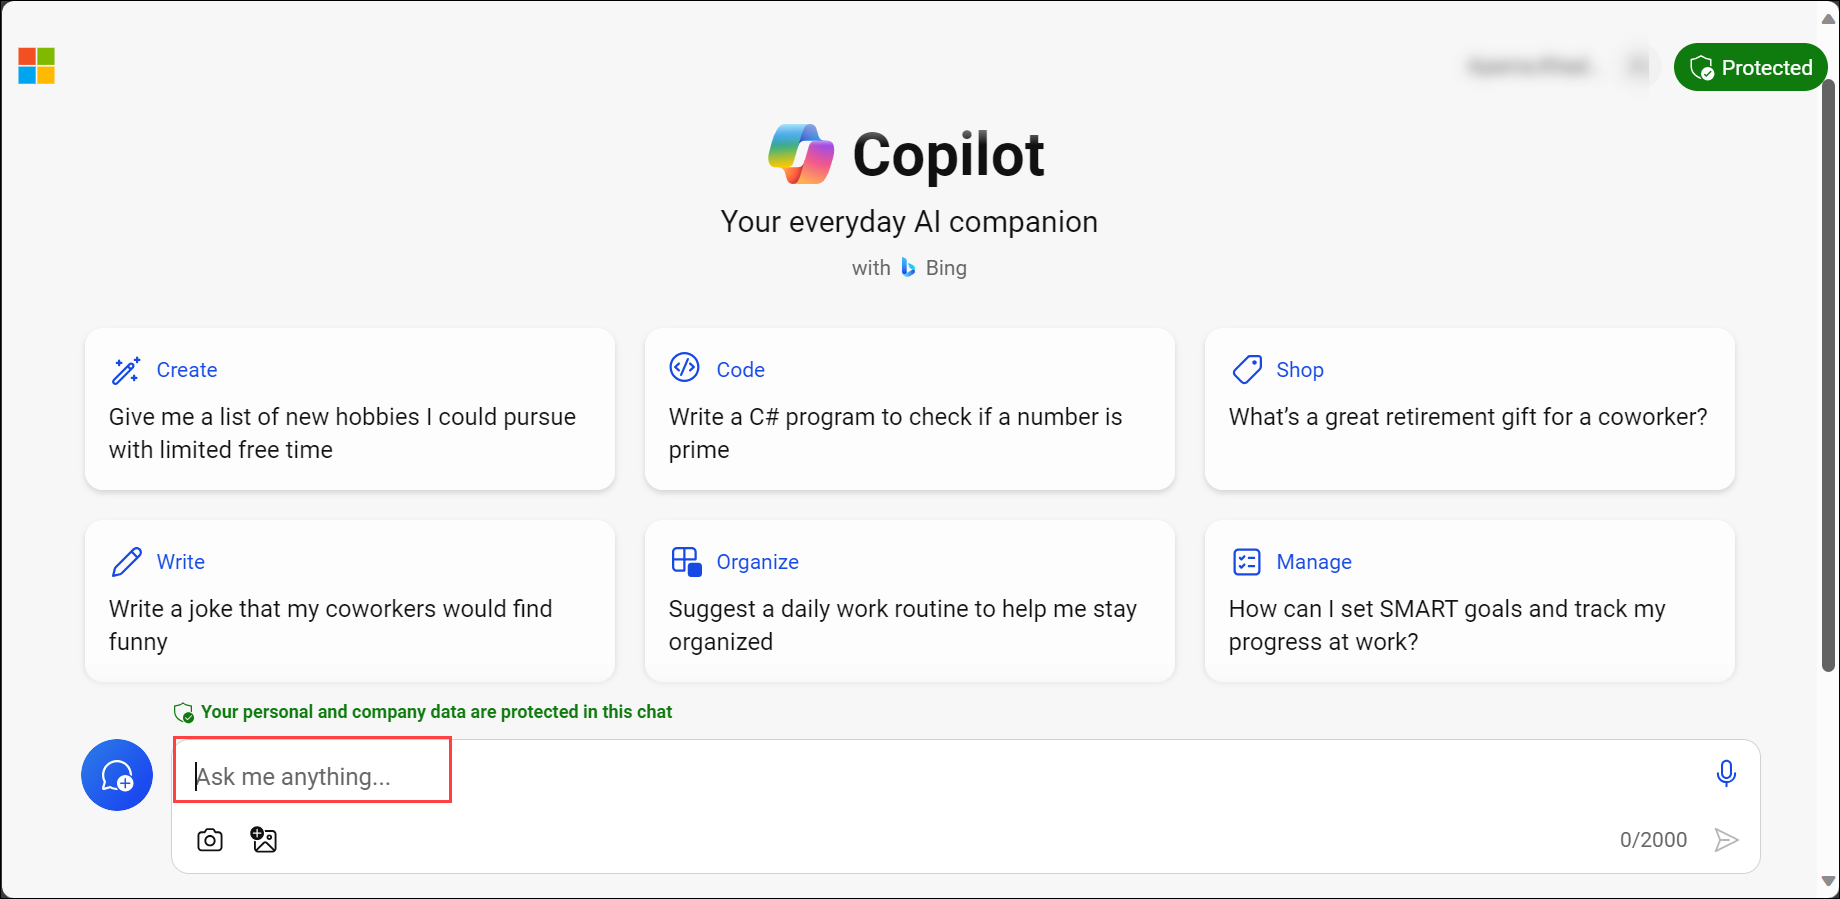 Protected
Copilot
Your everyday AI companion
with Bing
Create
Give me a list of new hobbies I could pursue
with limited free time
Code
Write a C# program to check if a number is
prime
Shop
What’s a great retirement gift for a coworker?
Write
Write a joke that my coworkers would find
funny
Organize
Suggest a daily work routine to help me stay
organized
Manage
How can I set SMART goals and track my
progress at work?
Your personal and company data are protected in this chat
Ask me anything...
0/2000